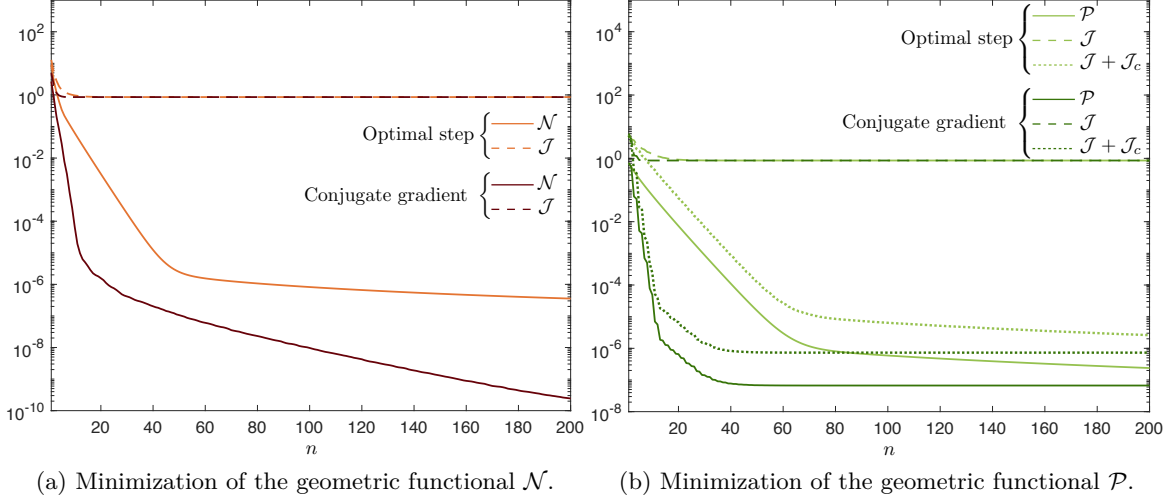 10^2
10^0
10^-2
10^-4
10^-6
10^-8
10^-10
20 40 60 80 100 120 140 160 180 200
n
Optimal step { 𝒩
𝒥
Conjugate gradient { 𝒩
𝒥
(a) Minimization of the geometric functional 𝒩.
10^4
10^2
10^0
10^-2
10^-4
10^-6
10^-8
20 40 60 80 100 120 140 160 180 200
n
𝒫
Optimal step { 𝒥
𝒥 + 𝒥_c
𝒫
Conjugate gradient { 𝒥
𝒥 + 𝒥_c
(b) Minimization of the geometric functional 𝒫.